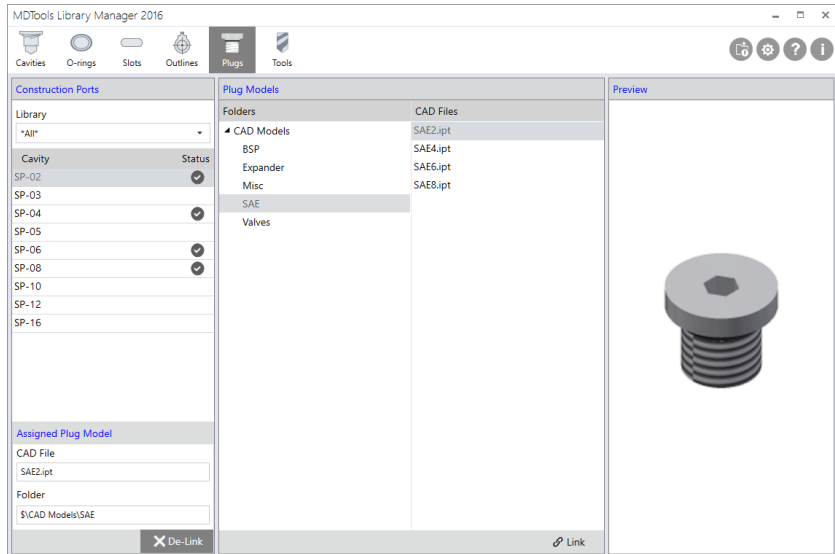 MDTools Library Manager 2016
Cavities
O-rings
Slots
Outlines
Plugs
Tools
Construction Ports
Library
*All*
Cavity Status
SP-02
SP-03
SP-04
SP-05
SP-06
SP-08
SP-10
SP-12
SP-16
Assigned Plug Model
CAD File
SAE2.ipt
Folder
$\CAD Models\SAE
De-Link
Plug Models
Folders CAD Files
CAD Models
BSP
Expander
Misc
SAE
Valves
SAE2.ipt
SAE4.ipt
SAE6.ipt
SAE8.ipt
Link
Preview